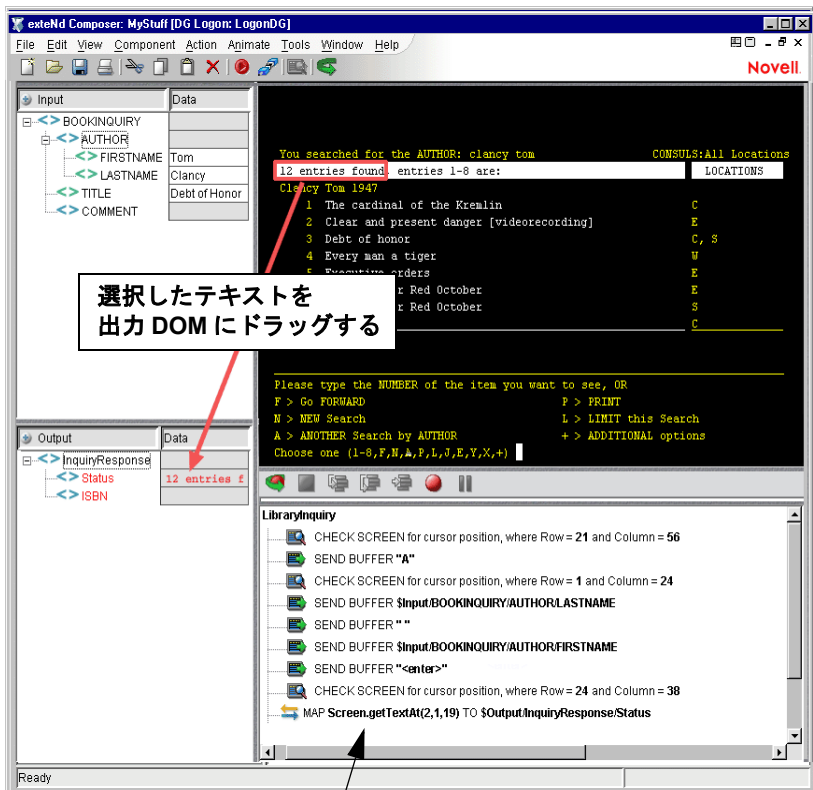 exteNd Composer: MyStuff [DG Logon: LogonDG]
File Edit View Component Action Animate Tools Window Help
Novell.
Input Data
BOOKINQUIRY
AUTHOR
FIRSTNAME Tom
LASTNAME Clancy
TITLE Debt of Honor
COMMENT
You searched for the AUTHOR: clancy tom CONSULS:All Locations
12 entries found, entries 1-8 are: LOCATIONS
Clancy Tom 1947
1 The cardinal of the Kremlin C
2 Clear and present danger [videorecording] E
3 Debt of honor C, S
4 Every man a tiger W
5 Executive orders E
r Red October E
r Red October S
C
選択したテキストを
出力 DOM にドラッグする
Please type the NUMBER of the item you want to see, OR
F > Go FORWARD P > PRINT
N > NEW Search L > LIMIT this Search
A > ANOTHER Search by AUTHOR + > ADDITIONAL options
Choose one (1-8,F,N,A,P,L,J,E,Y,X,+)
Output Data
InquiryResponse
Status 12 entries f
ISBN
LibraryInquiry
CHECK SCREEN for cursor position, where Row = 21 and Column = 56
SEND BUFFER "A"
CHECK SCREEN for cursor position, where Row = 1 and Column = 24
SEND BUFFER $Input/BOOKINQUIRY/AUTHOR/LASTNAME
SEND BUFFER " "
SEND BUFFER $Input/BOOKINQUIRY/AUTHOR/FIRSTNAME
SEND BUFFER "<enter>"
CHECK SCREEN for cursor position, where Row = 24 and Column = 38
MAP Screen.getTextAt(2,1,19) TO $Output/InquiryResponse/Status
Ready